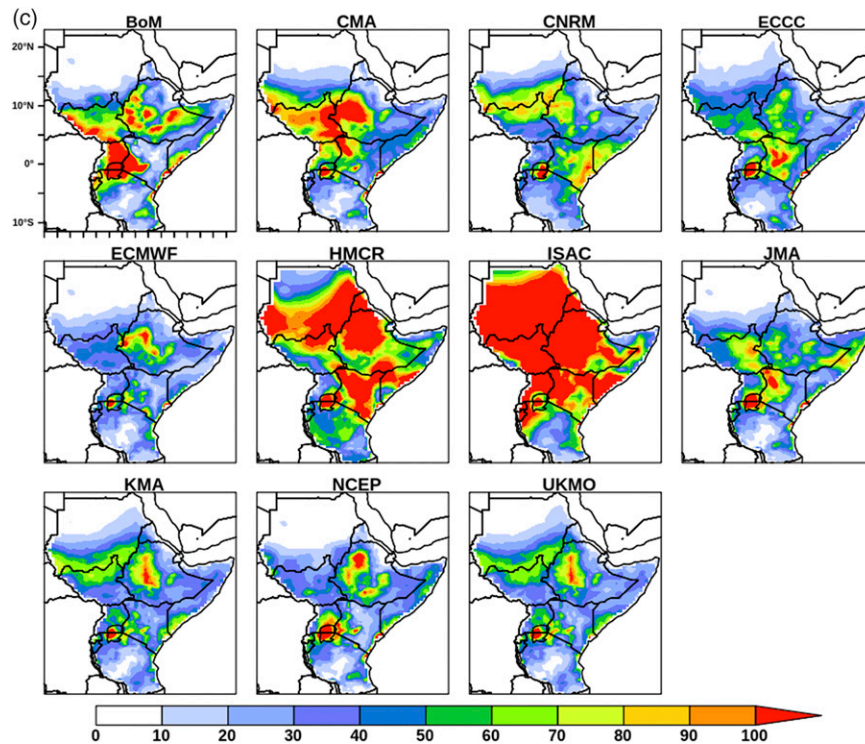 (c)
BoM CMA CNRM ECCC
20°N
10°N
0°
10°S
ECMWF HMCR ISAC JMA
KMA NCEP UKMO
0 10 20 30 40 50 60 70 80 90 100